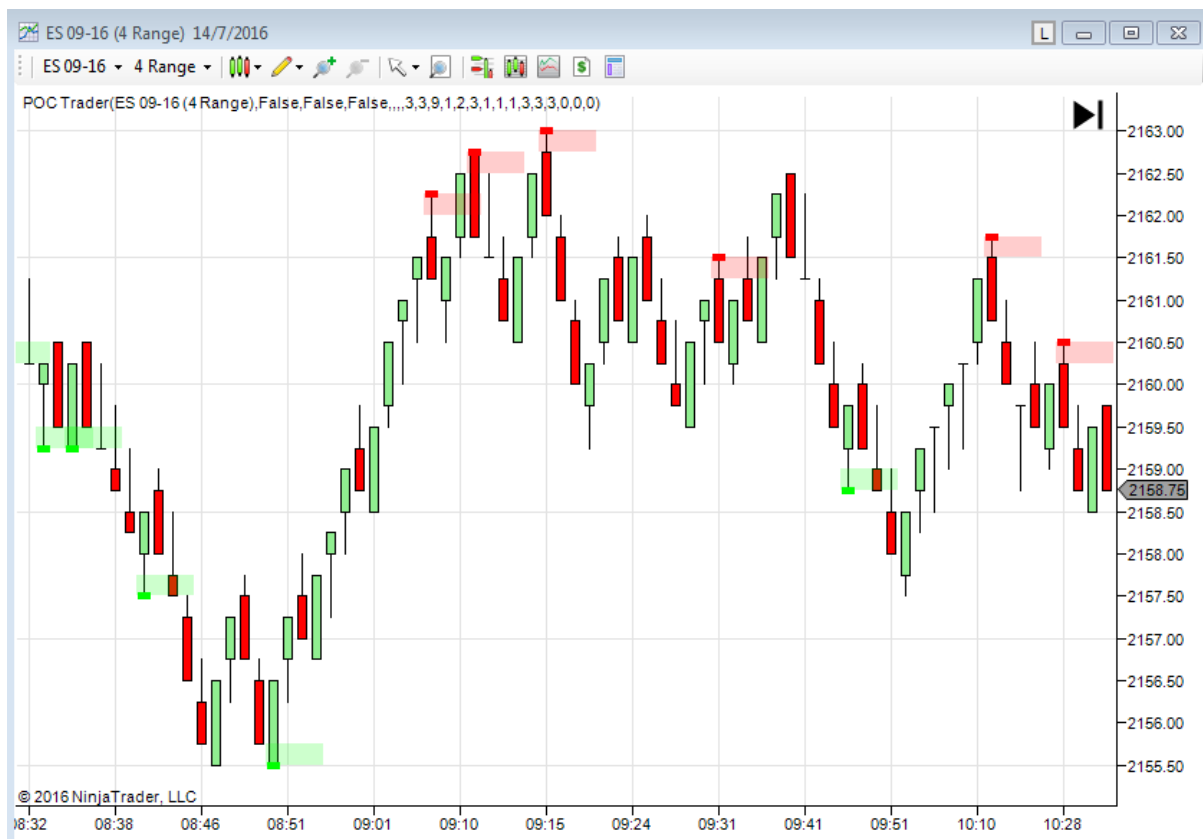 ES 09-16 (4 Range)  14/7/2016
L
ES 09-16 4 Range $
POC Trader(ES 09-16 (4 Range),False,False,False,,,,3,3,9,1,2,3,1,1,1,3,3,3,0,0,0)
2163.00
2162.50
2162.00
2161.50
2161.00
2160.50
2160.00
2159.50
2159.00
2158.75
2158.50
2158.00
2157.50
2157.00
2156.50
2156.00
2155.50
© 2016 NinjaTrader, LLC
08:32 08:38 08:46 08:51 09:01 09:10 09:15 09:24 09:31 09:41 09:51 10:10 10:28